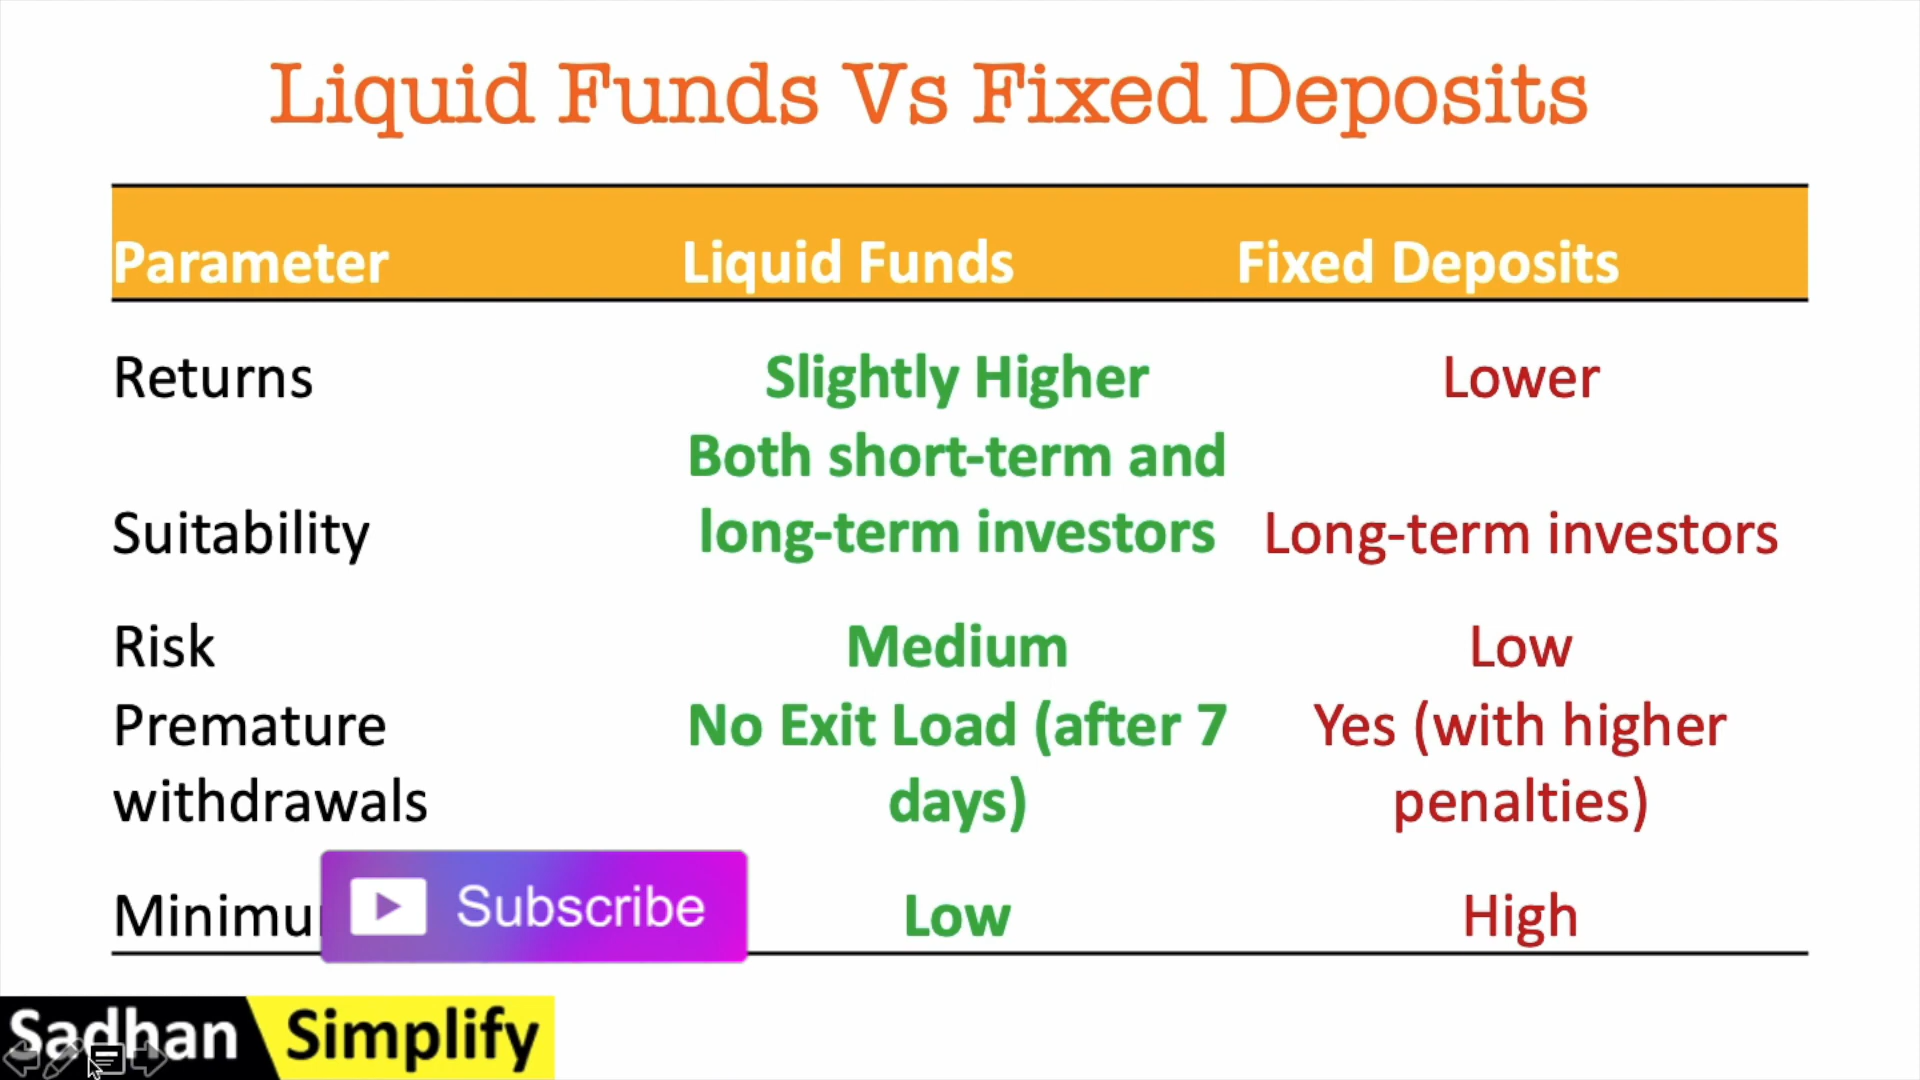 Liquid Funds Vs Fixed Deposits
Parameter Liquid Funds Fixed Deposits
Returns Slightly Higher Lower
Both short-term and
Suitability long-term investors Long-term investors
Risk Medium Low
Premature No Exit Load (after 7 Yes (with higher
withdrawals days) penalties)
Subscribe Low High
Sadhan Simplify